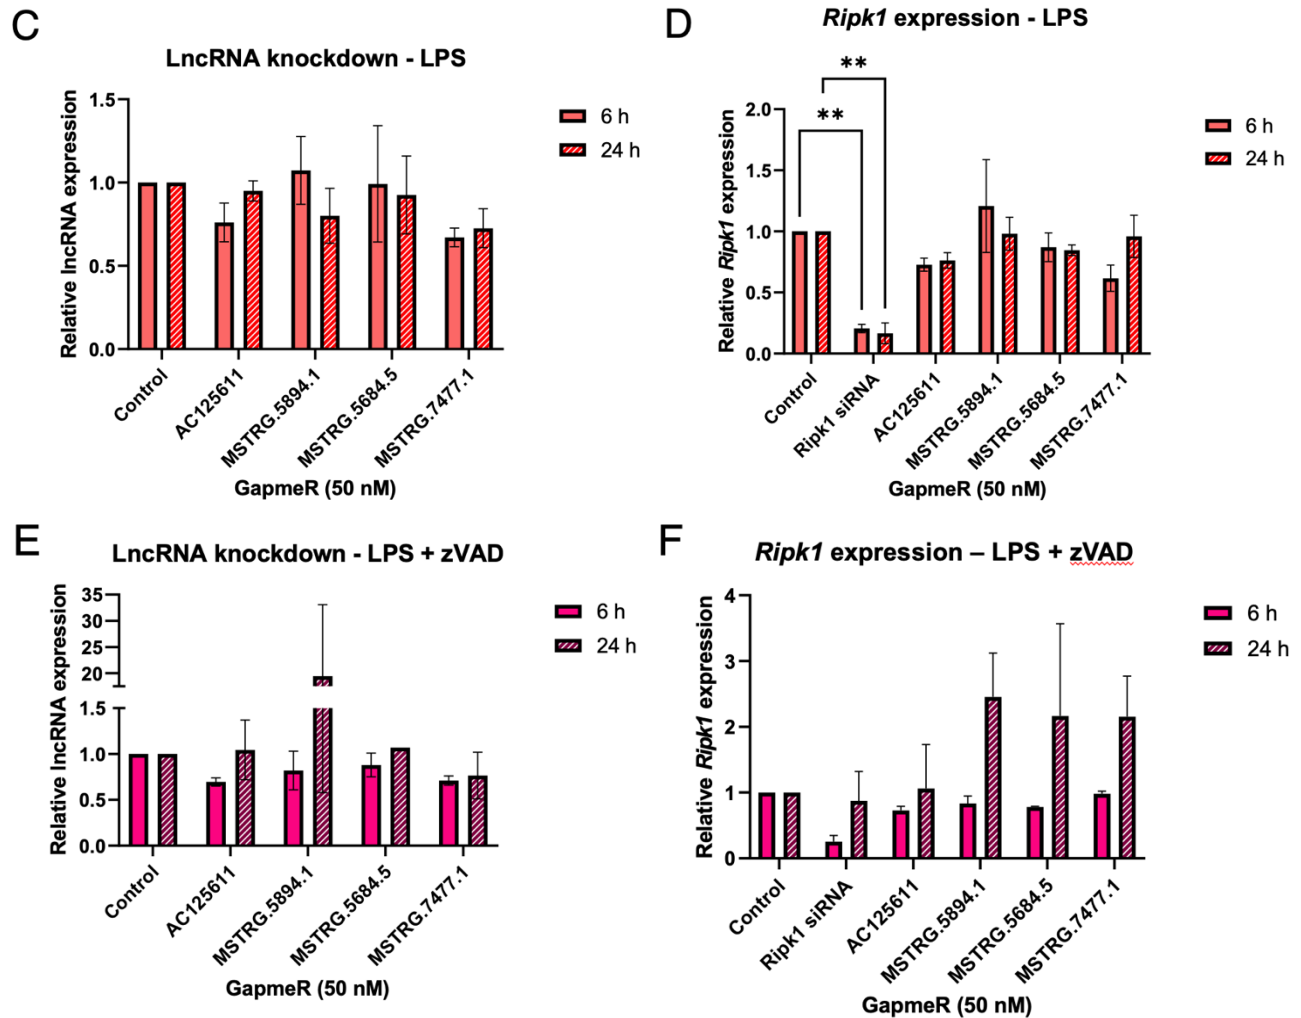 C
LncRNA knockdown - LPS
Relative lncRNA expression
1.5
1.0
0.5
0.0
6 h
24 h
Control
AC125611
MSTRG.5894.1
MSTRG.5684.5
MSTRG.7477.1
GapmeR (50 nM)
D
Ripk1 expression - LPS
Relative Ripk1 expression
2.0
1.5
1.0
0.5
0.0
**
**
6 h
24 h
Control
Ripk1 siRNA
AC125611
MSTRG.5894.1
MSTRG.5684.5
MSTRG.7477.1
GapmeR (50 nM)
E
LncRNA knockdown - LPS + zVAD
Relative lncRNA expression
35
30
25
20
1.5
1.0
0.5
0.0
6 h
24 h
Control
AC125611
MSTRG.5894.1
MSTRG.5684.5
MSTRG.7477.1
GapmeR (50 nM)
F
Ripk1 expression – LPS + zVAD
Relative Ripk1 expression
4
3
2
1
0
6 h
24 h
Control
Ripk1 siRNA
AC125611
MSTRG.5894.1
MSTRG.5684.5
MSTRG.7477.1
GapmeR (50 nM)